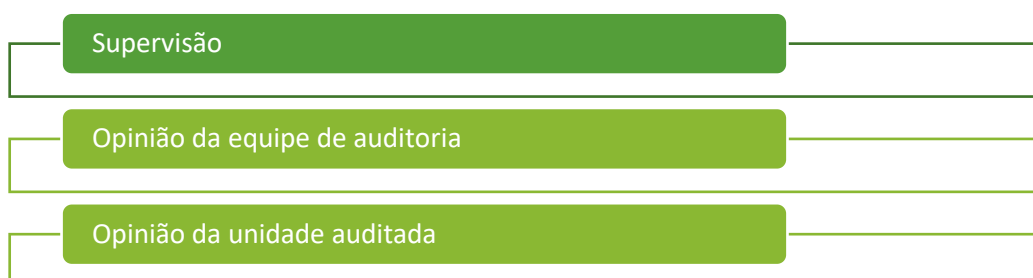 Supervisão
Opinião da equipe de auditoria
Opinião da unidade auditada